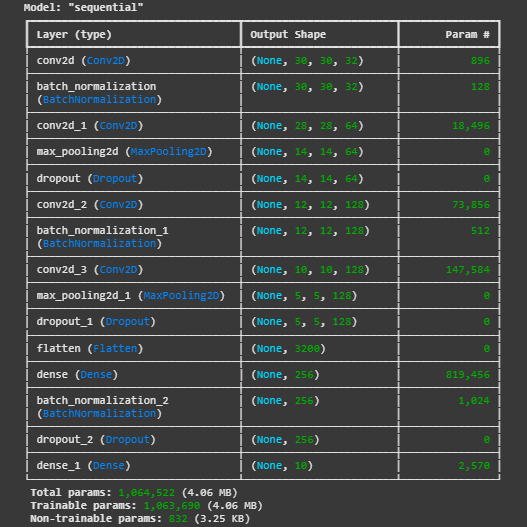 Model: "sequential"
Layer (type) Output Shape Param #
conv2d (Conv2D) (None, 30, 30, 32) 896
batch_normalization (None, 30, 30, 32) 128
(BatchNormalization)
conv2d_1 (Conv2D) (None, 28, 28, 64) 18,496
max_pooling2d (MaxPooling2D) (None, 14, 14, 64) 0
dropout (Dropout) (None, 14, 14, 64) 0
conv2d_2 (Conv2D) (None, 12, 12, 128) 73,856
batch_normalization_1 (None, 12, 12, 128) 512
(BatchNormalization)
conv2d_3 (Conv2D) (None, 10, 10, 128) 147,584
max_pooling2d_1 (MaxPooling2D) (None, 5, 5, 128) 0
dropout_1 (Dropout) (None, 5, 5, 128) 0
flatten (Flatten) (None, 3200) 0
dense (Dense) (None, 256) 819,456
batch_normalization_2 (None, 256) 1,024
(BatchNormalization)
dropout_2 (Dropout) (None, 256) 0
dense_1 (Dense) (None, 10) 2,570
Total params: 1,064,522 (4.06 MB)
Trainable params: 1,063,690 (4.06 MB)
Non-trainable params: 832 (3.25 KB)